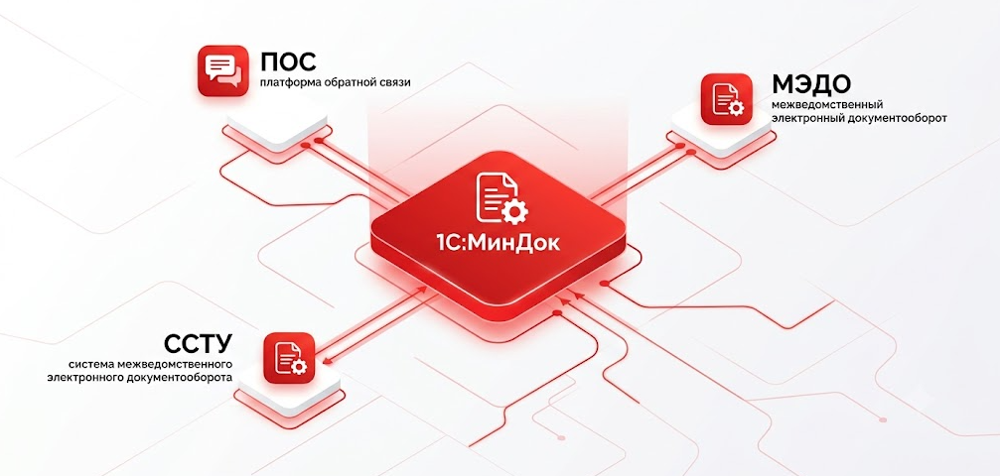 ПОС
платформа обратной связи
МЭДО
межведомственный
электронный документооборот
1С:МинДок
ССТУ
система межведомственного
электронного документооборота